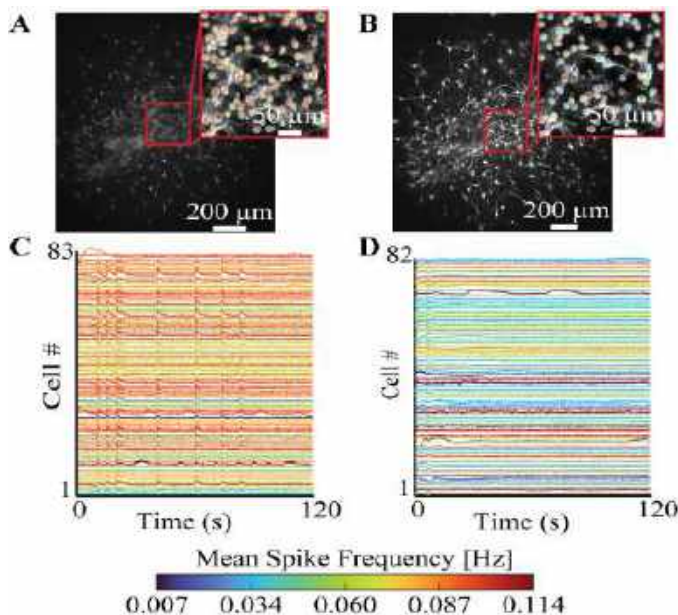 A
50 μm
200 μm
B
50 μm
200 μm
C
83
Cell #
1
0
120
Time (s)
D
82
Cell #
1
0
120
Time (s)
Mean Spike Frequency [Hz]
0.007 0.034 0.060 0.087 0.114